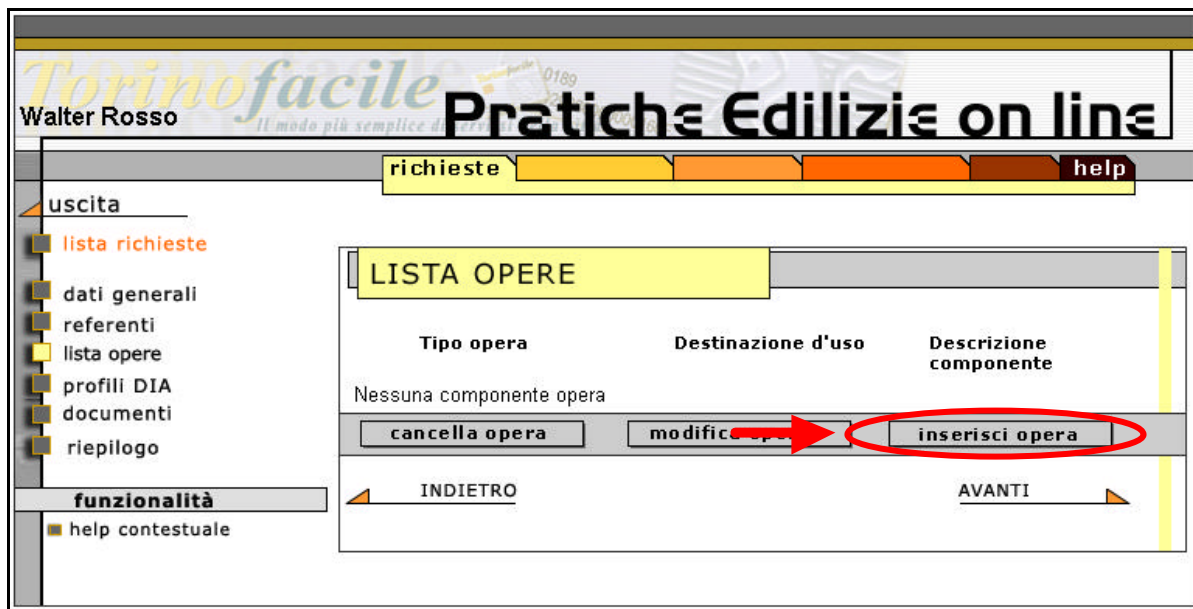 Torinofacile
Il modo più semplice di
0189
Walter Rosso
Pratiche Edilizie on line
richieste
help
uscita
lista richieste
dati generali
referenti
lista opere
profili DIA
documenti
riepilogo
funzionalità
help contestuale
LISTA OPERE
Tipo opera Destinazione d'uso Descrizione componente
Nessuna componente opera
cancella opera modifica inserisci opera
INDIETRO AVANTI